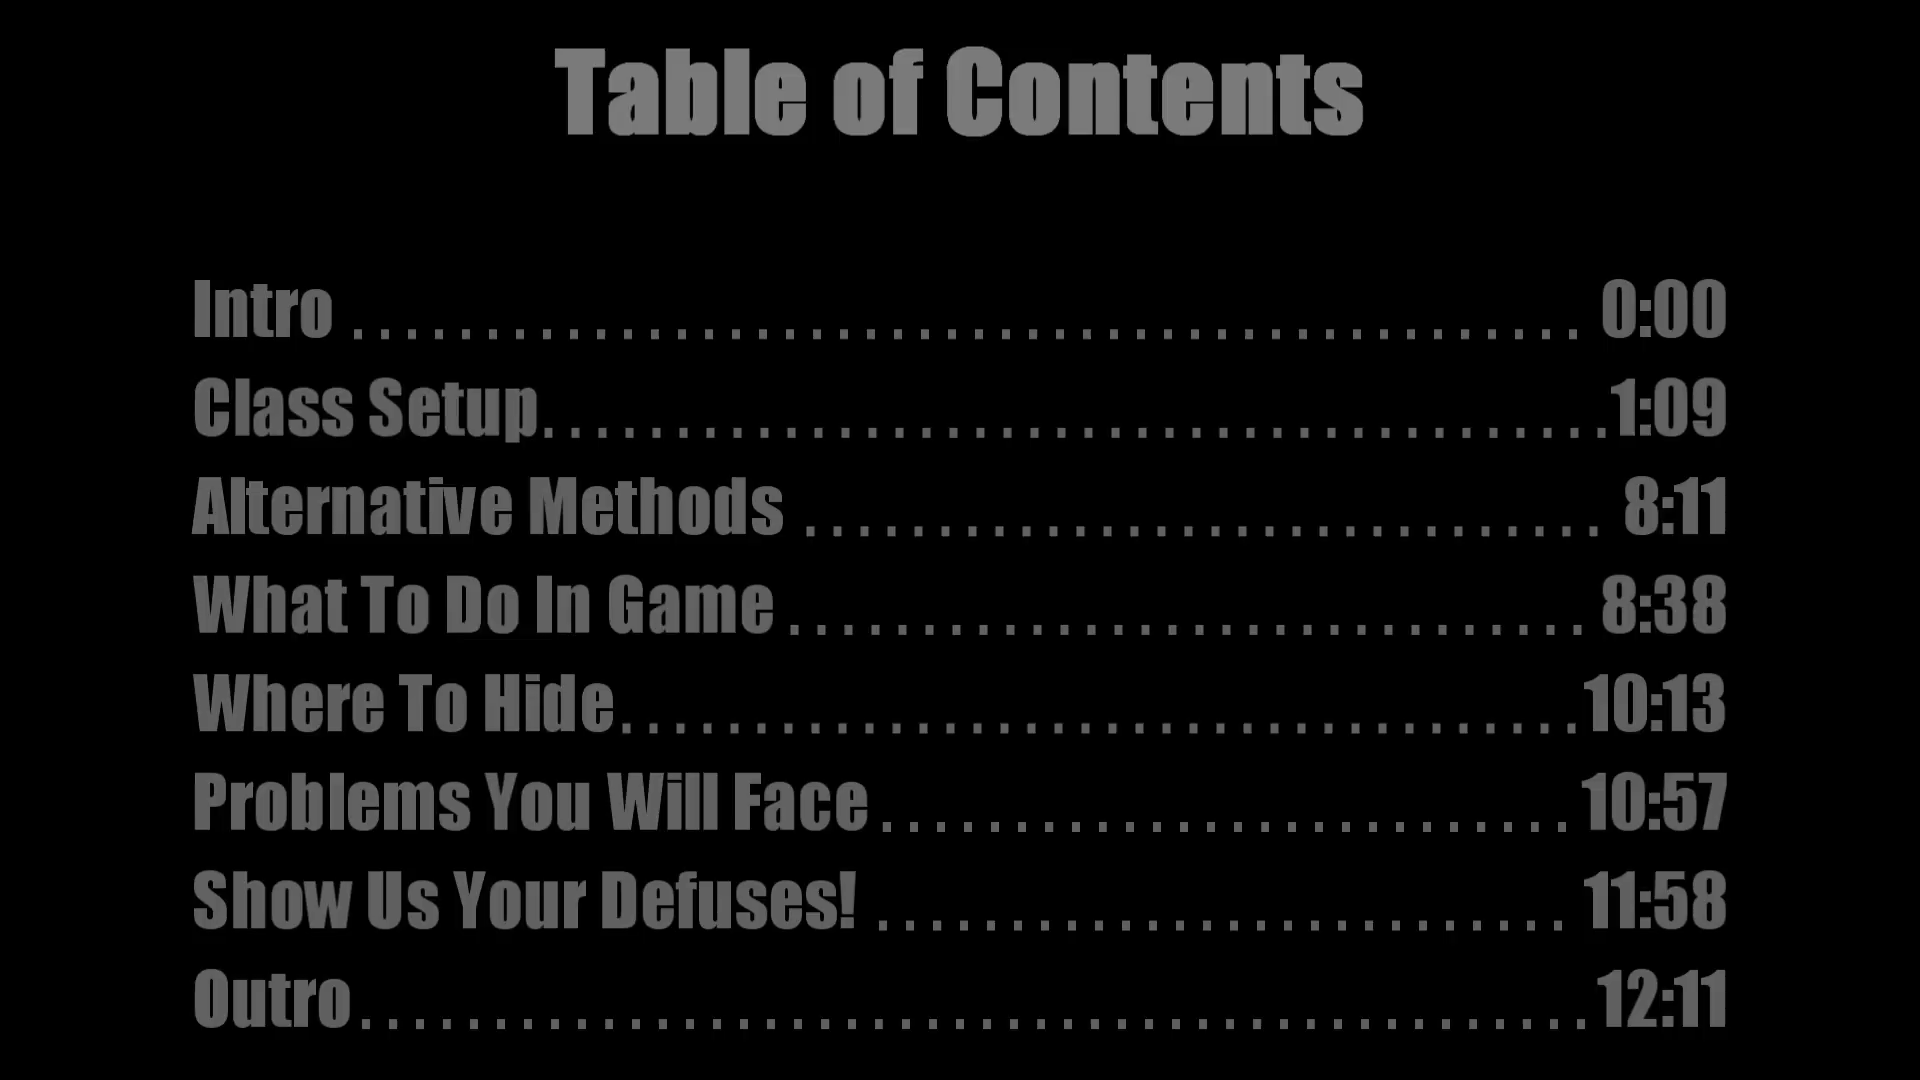 Table of Contents
Intro . . . . . . . . . . . . . . . . . . . . . . . . . . . . . . . . . . . . . . . . . . . . . . 0:00
Class Setup. . . . . . . . . . . . . . . . . . . . . . . . . . . . . . . . . . . . . . . .1:09
Alternative Methods . . . . . . . . . . . . . . . . . . . . . . . . . . . . . . 8:11
What To Do In Game . . . . . . . . . . . . . . . . . . . . . . . . . . . . . . 8:38
Where To Hide. . . . . . . . . . . . . . . . . . . . . . . . . . . . . . . . . . . .10:13
Problems You Will Face . . . . . . . . . . . . . . . . . . . . . . . . . . 10:57
Show Us Your Defuses! . . . . . . . . . . . . . . . . . . . . . . . . . . 11:58
Outro . . . . . . . . . . . . . . . . . . . . . . . . . . . . . . . . . . . . . . . . . . . . . . 12:11